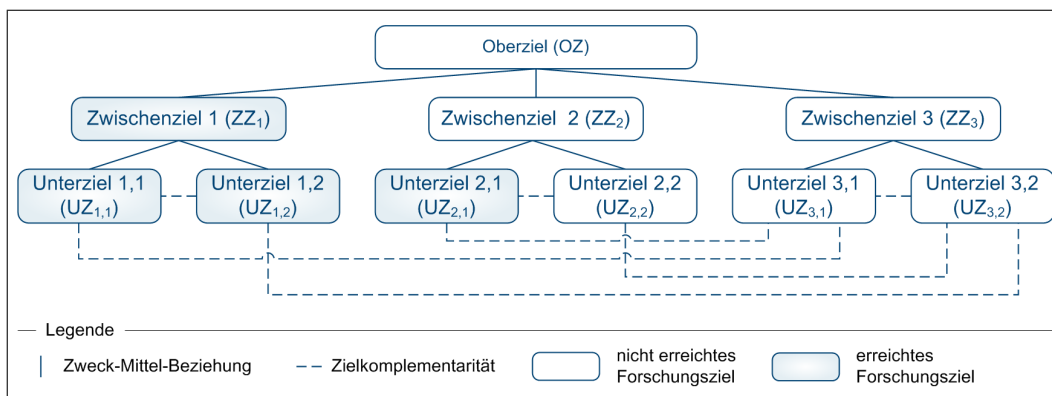 Oberziel (OZ)
Zwischenziel 1 (ZZ₁)
Zwischenziel 2 (ZZ₂)
Zwischenziel 3 (ZZ₃)
Unterziel 1,1
(UZ₁,₁)
Unterziel 1,2
(UZ₁,₂)
Unterziel 2,1
(UZ₂,₁)
Unterziel 2,2
(UZ₂,₂)
Unterziel 3,1
(UZ₃,₁)
Unterziel 3,2
(UZ₃,₂)
Legende
Zweck-Mittel-Beziehung
Zielkomplementarität
nicht erreichtes
Forschungsziel
erreichtes
Forschungsziel